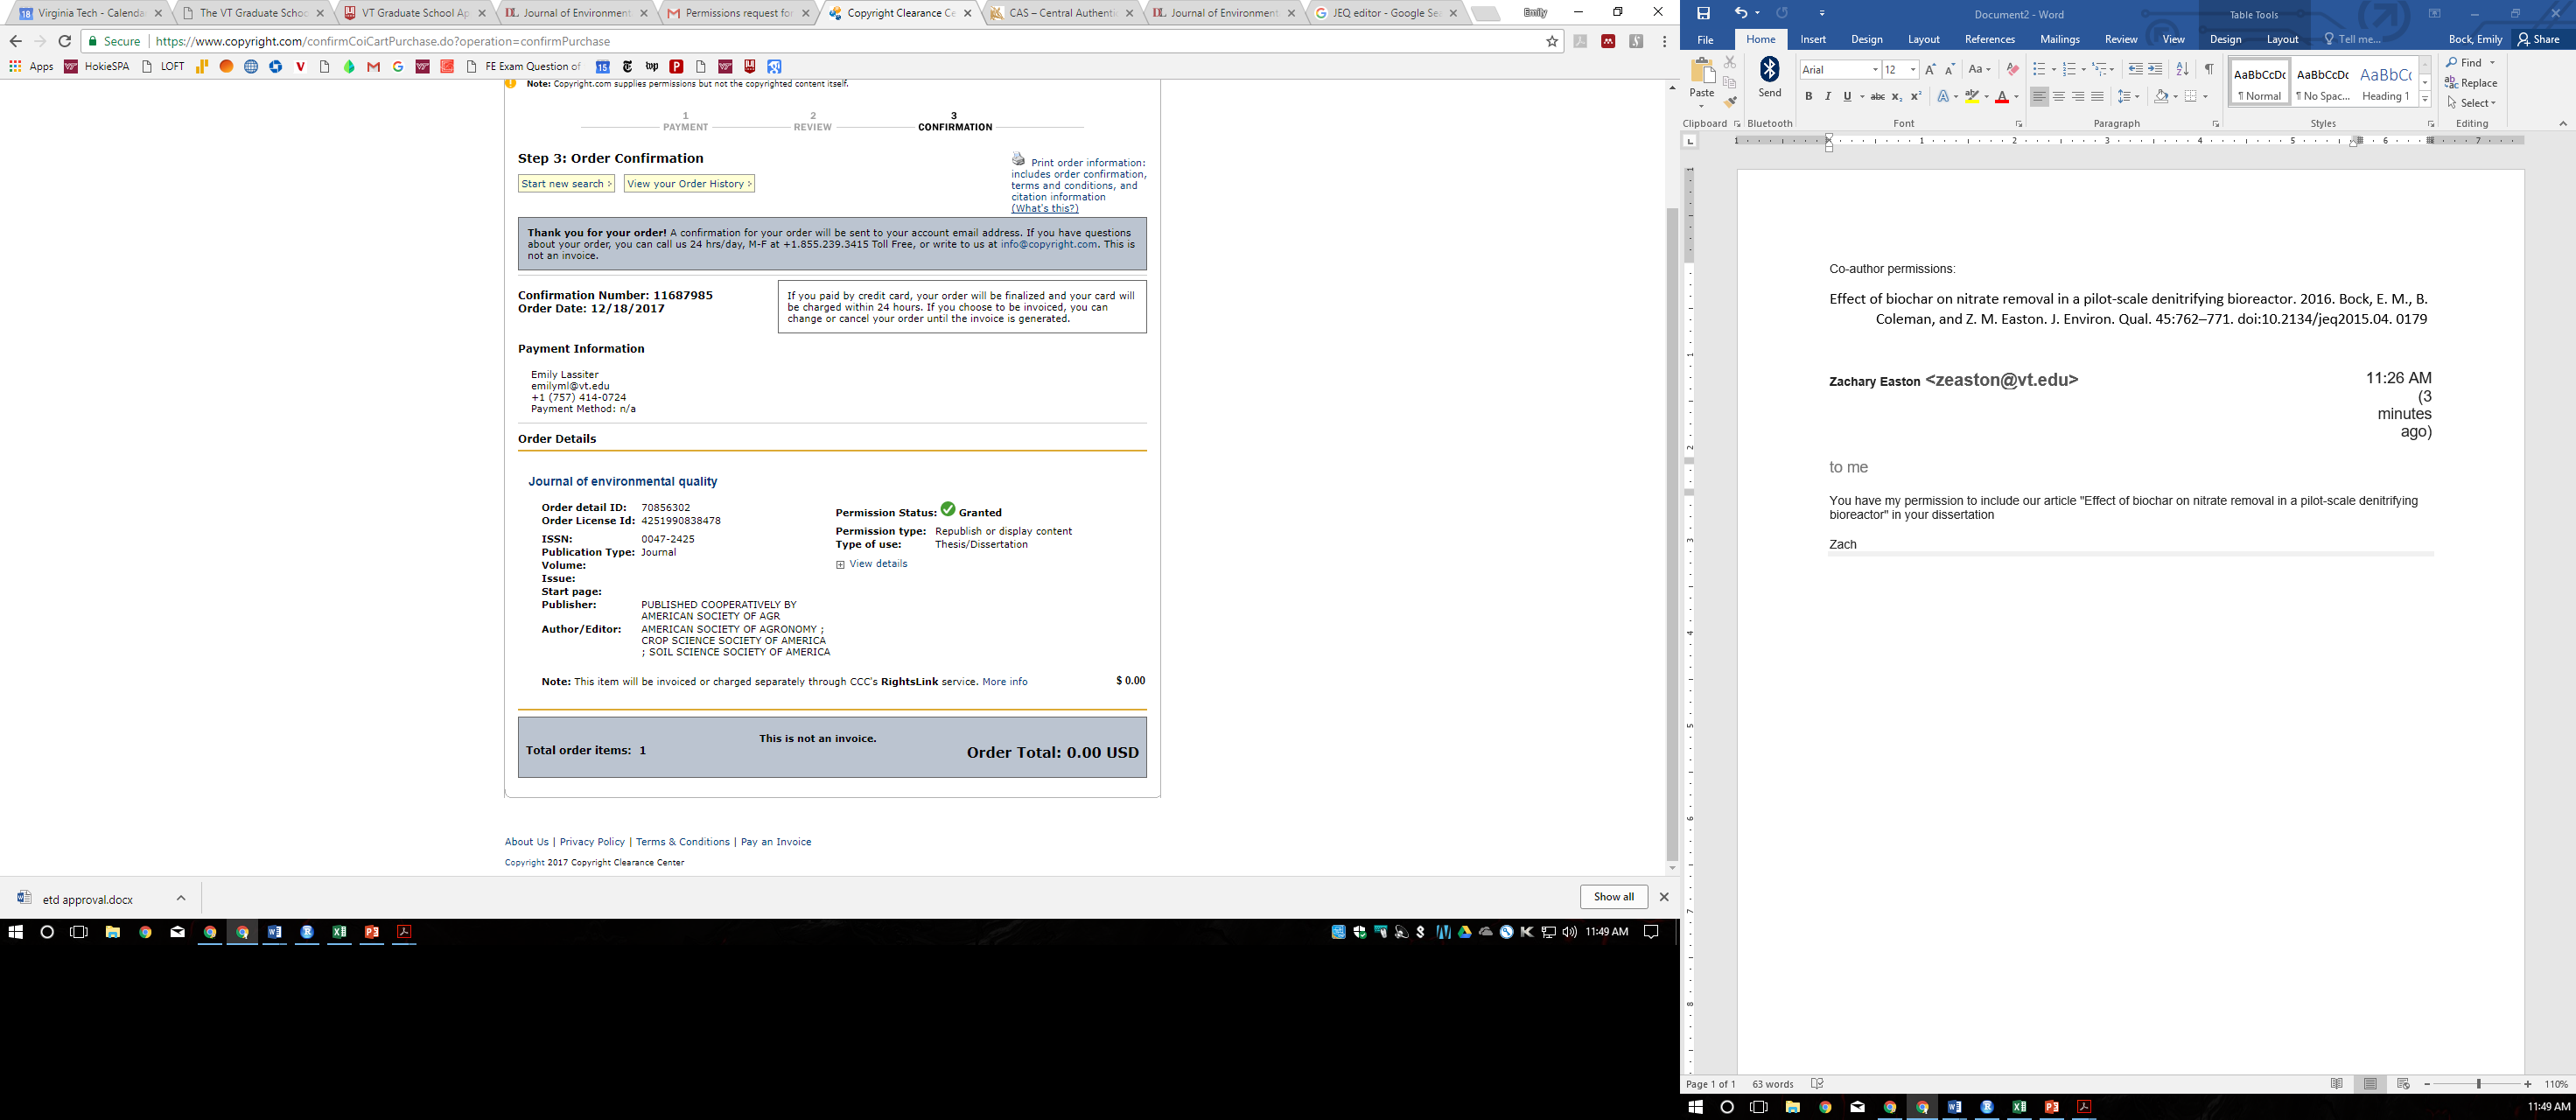 Virginia Tech - Calenda
The VT Graduate Schoo
VT Graduate School Ap
Journal of Environment
Permissions request for
Copyright Clearance Ce
CAS – Central Authenti
Journal of Environment
JEQ editor - Google Sea
Emily
Secure https://www.copyright.com/confirmCoiCartPurchase.do?operation=confirmPurchase
Apps HokieSPA LOFT FE Exam Question of
Note: Copyright.com supplies permissions but not the copyrighted content itself.
1 2 3
PAYMENT REVIEW CONFIRMATION
Step 3: Order Confirmation
Start new search View your Order History
Print order information:
includes order confirmation,
terms and conditions, and
citation information
(What's this?)
Thank you for your order! A confirmation for your order will be sent to your account email address. If you have questions
about your order, you can call us 24 hrs/day, M-F at +1.855.239.3415 Toll Free, or write to us at info@copyright.com. This is
not an invoice.
Confirmation Number: 11687985
Order Date: 12/18/2017
If you paid by credit card, your order will be finalized and your card will
be charged within 24 hours. If you choose to be invoiced, you can
change or cancel your order until the invoice is generated.
Payment Information
Emily Lassiter
emilyml@vt.edu
+1 (757) 414-0724
Payment Method: n/a
Order Details
Journal of environmental quality
Order detail ID: 70856302
Order License Id: 4251990838478
ISSN: 0047-2425
Publication Type: Journal
Volume:
Issue:
Start page:
Publisher: PUBLISHED COOPERATIVELY BY
AMERICAN SOCIETY OF AGR
Author/Editor: AMERICAN SOCIETY OF AGRONOMY ;
CROP SCIENCE SOCIETY OF AMERICA
; SOIL SCIENCE SOCIETY OF AMERICA
Permission Status: Granted
Permission type: Republish or display content
Type of use: Thesis/Dissertation
View details
Note: This item will be invoiced or charged separately through CCC's RightsLink service. More info
$ 0.00
This is not an invoice.
Total order items: 1
Order Total: 0.00 USD
About Us | Privacy Policy | Terms & Conditions | Pay an Invoice
Copyright 2017 Copyright Clearance Center
etd approval.docx
Show all
11:49 AM
Document2 - Word
Table Tools
File Home Insert Design Layout References Mailings Review View Design Layout Tell me... Bock, Emily Share
Paste
Send
Arial 12
Find
Replace
Select
AaBbCcDc AaBbCcDc AaBbCc
¶ Normal ¶ No Spac... Heading 1
Clipboard Bluetooth Font Paragraph Styles Editing
Co-author permissions:
Effect of biochar on nitrate removal in a pilot-scale denitrifying bioreactor. 2016. Bock, E. M., B.
Coleman, and Z. M. Easton. J. Environ. Qual. 45:762–771. doi:10.2134/jeq2015.04. 0179
Zachary Easton <zeaston@vt.edu>
11:26 AM
(3
minutes
ago)
to me
You have my permission to include our article "Effect of biochar on nitrate removal in a pilot-scale denitrifying
bioreactor" in your dissertation
Zach
Page 1 of 1 63 words
110%
11:49 AM